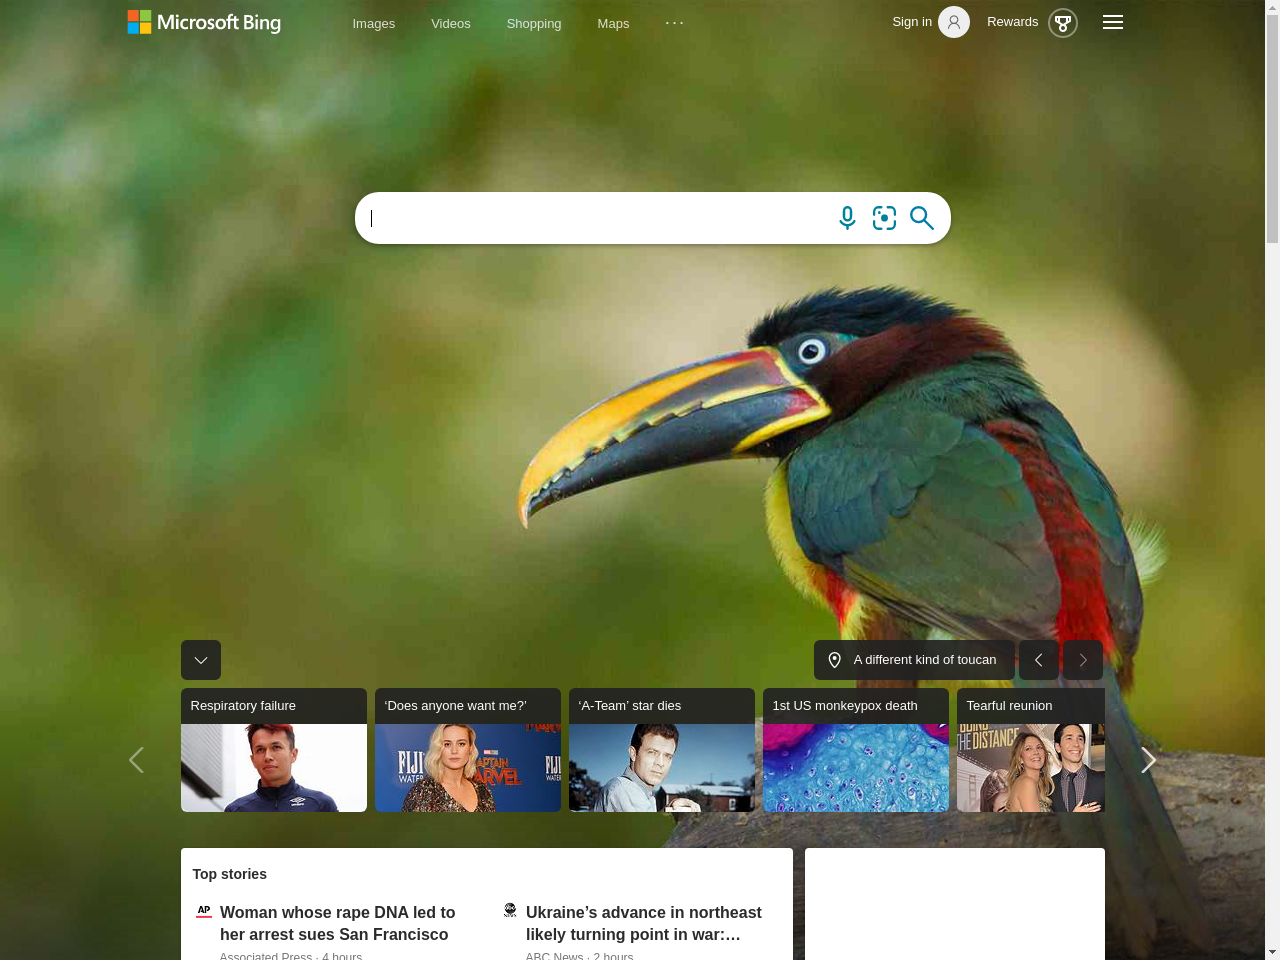 Microsoft Bing
Images
Videos
Shopping
Maps
Sign in
Rewards
A different kind of toucan
Respiratory failure
‘Does anyone want me?’
‘A-Team’ star dies
1st US monkeypox death
Tearful reunion
FIJI
WATER
CAPTAIN
MARVEL
FIJI
WATER
GOING
THE DISTANCE
Top stories
AP
Woman whose rape DNA led to
her arrest sues San Francisco
Associated Press · 4 hours
abc
NEWS
Ukraine’s advance in northeast
likely turning point in war:…
ABC News · 2 hours